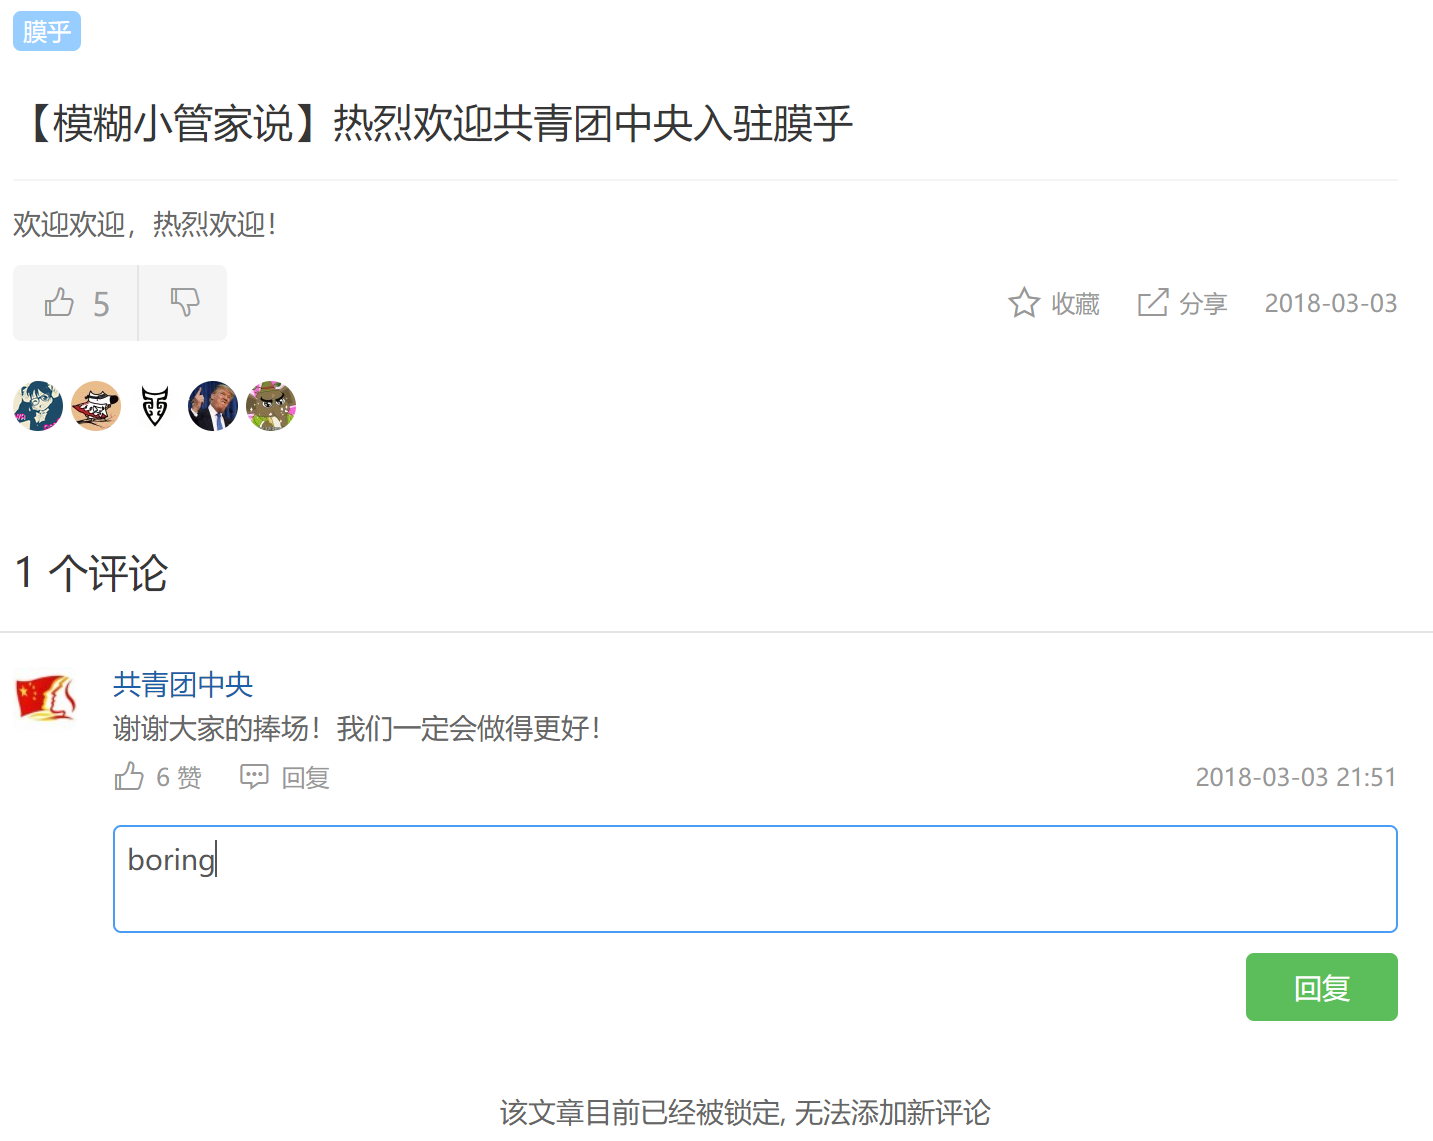 膜乎
【模糊小管家说】热烈欢迎共青团中央入驻膜乎
欢迎欢迎，热烈欢迎！
5
收藏 分享 2018-03-03
1 个评论
共青团中央
谢谢大家的捧场！我们一定会做得更好！
6 赞 回复 2018-03-03 21:51
boring
回复
该文章目前已经被锁定, 无法添加新评论